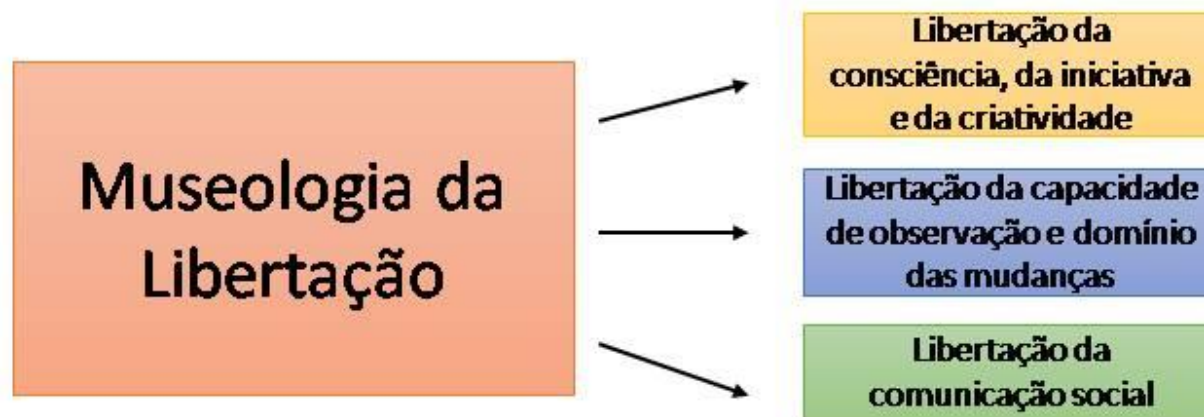 Museologia da
Libertação
Libertação da
consciência, da iniciativa
e da criatividade
Libertação da capacidade
de observação e domínio
das mudanças
Libertação da
comunicação social